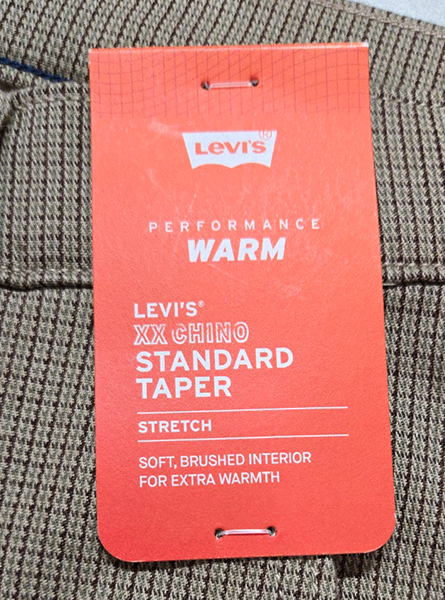 LEVI'S®
PERFORMANCE
WARM
LEVI'S®
XX CHINO
STANDARD
TAPER
STRETCH
SOFT, BRUSHED INTERIOR
FOR EXTRA WARMTH